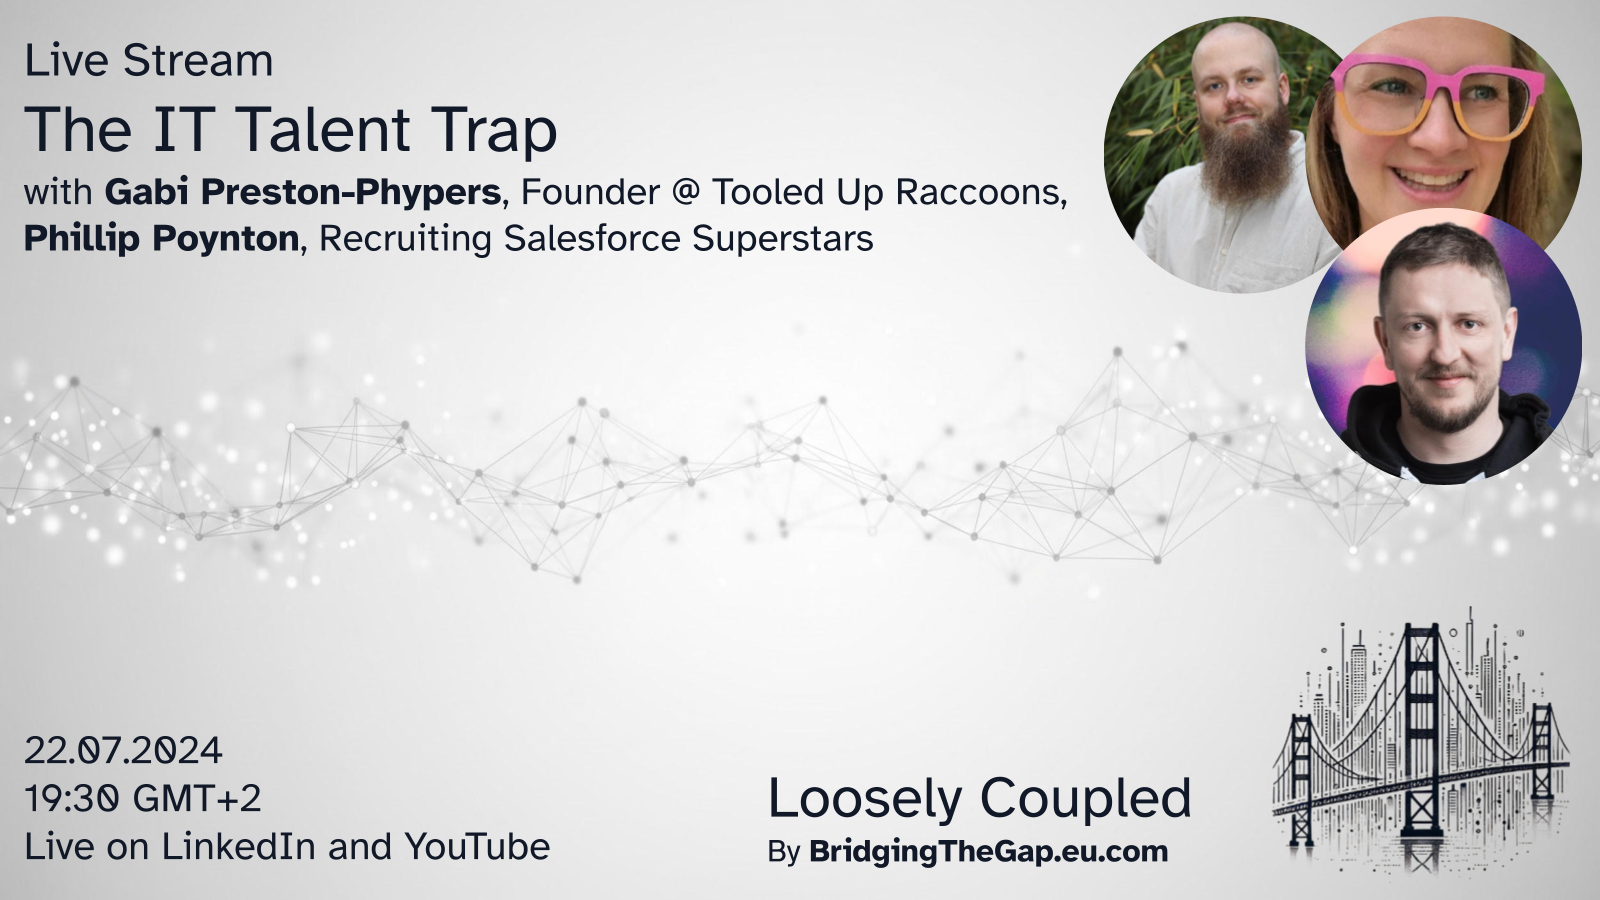 Live Stream
The IT Talent Trap
with Gabi Preston-Phypers, Founder @ Tooled Up Raccoons,
Phillip Poynton, Recruiting Salesforce Superstars
22.07.2024
19:30 GMT+2
Live on LinkedIn and YouTube
Loosely Coupled
By BridgingTheGap.eu.com